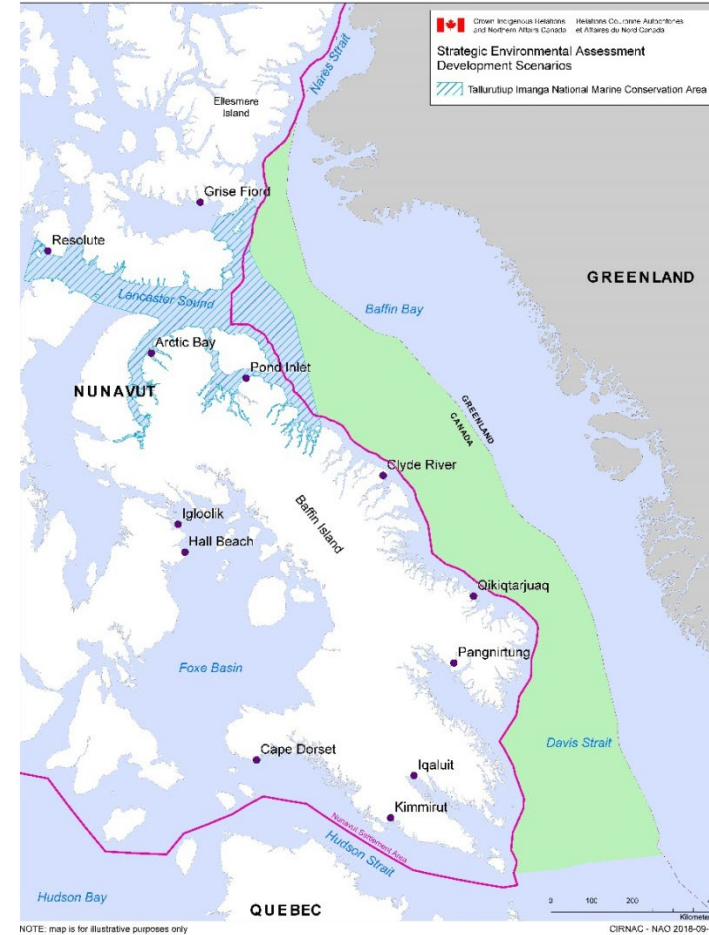 Crown Indigenous Relations
and Northern Affairs Canada
Relations Couronne Autochtones
et Affaires du Nord Canada
Strategic Environmental Assessment
Development Scenarios
Tallurutiup Imanga National Marine Conservation Area
Nares Strait
Ellesmere
Island
Grise Fiord
Resolute
GREENLAND
Lancaster Sound
Baffin Bay
Arctic Bay
Pond Inlet
NUNAVUT
GREENLAND
CANADA
Clyde River
Baffin Island
Igloolik
Hall Beach
Qikiqtarjuaq
Pangnirtung
Foxe Basin
Davis Strait
Cape Dorset
Iqaluit
Kimmirut
Nunavut Settlement Area
Hudson Strait
Hudson Bay
QUEBEC
0 100 200
Kilomete
NOTE: map is for illustrative purposes only
CIRNAC - NAO 2018-09-